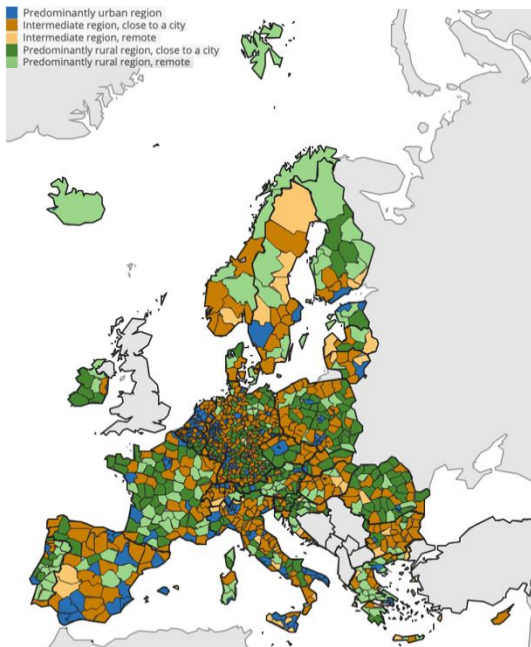 Predominantly urban region
Intermediate region, close to a city
Intermediate region, remote
Predominantly rural region, close to a city
Predominantly rural region, remote